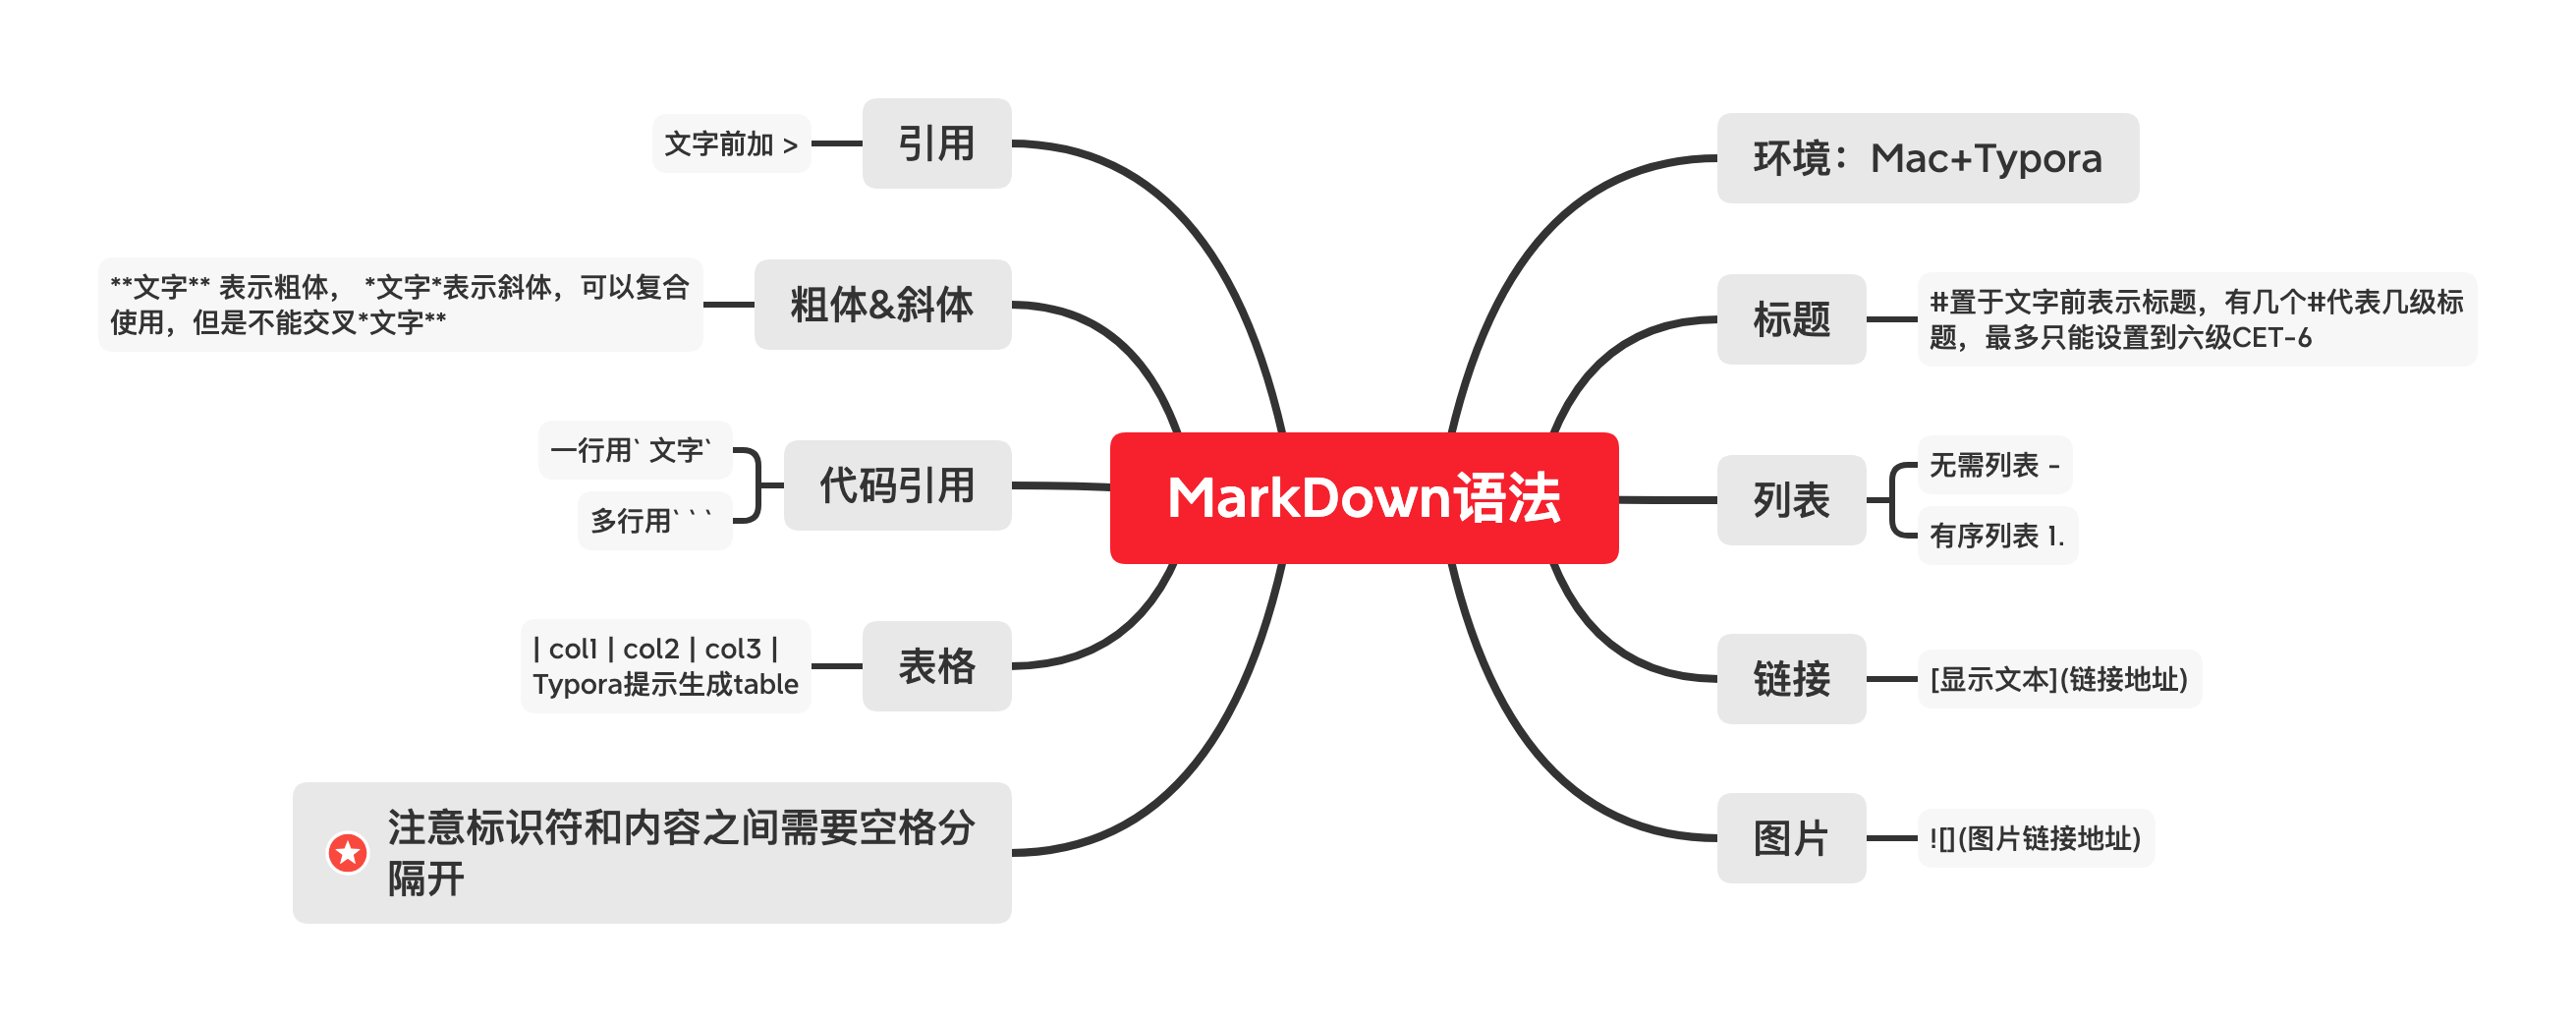 MarkDown语法
环境：Mac+Typora
标题
#置于文字前表示标题，有几个#代表几级标
题，最多只能设置到六级CET-6
列表
无需列表 -
有序列表 1.
链接
[显示文本](链接地址)
图片
![](图片链接地址)
引用
文字前加 >
粗体&斜体
**文字** 表示粗体， *文字*表示斜体，可以复合
使用，但是不能交叉*文字**
代码引用
一行用` 文字`
多行用` ` `
表格
| col1 | col2 | col3 |
Typora提示生成table
注意标识符和内容之间需要空格分
隔开